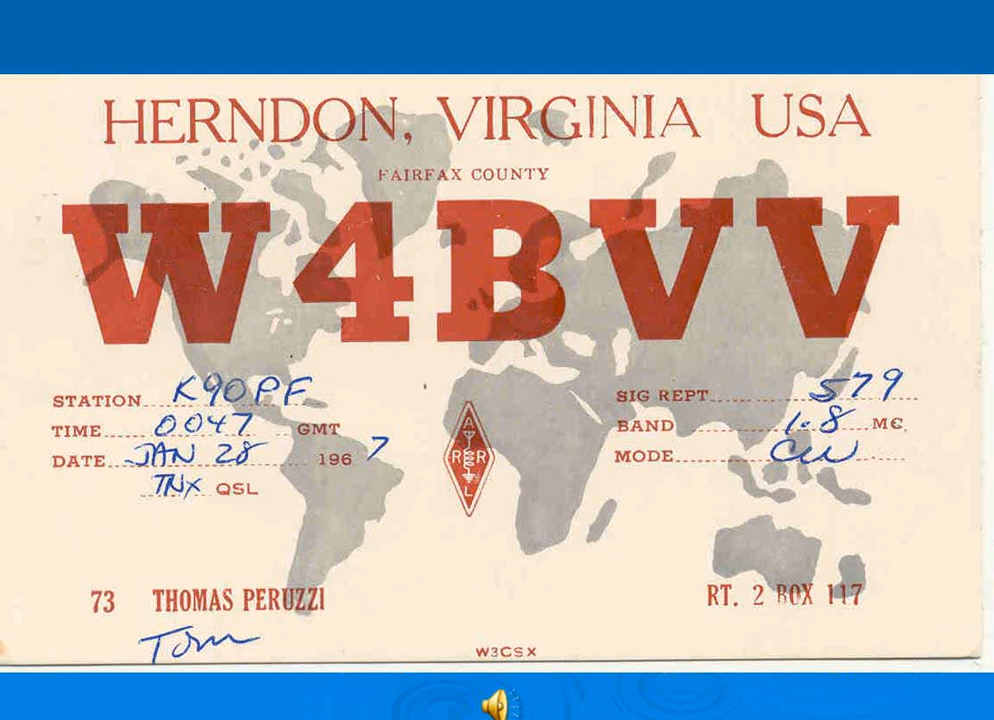 HERNDON, VIRGINIA USA
FAIRFAX COUNTY
W4BVV
STATION K9OPF
TIME 0047 GMT
DATE JAN 28 1967
TNX QSL
SIG REPT. 579
BAND 1.8 MC.
MODE CW
A
R R
L
73 THOMAS PERUZZI
Tom
RT. 2 BOX 117
W3CSX